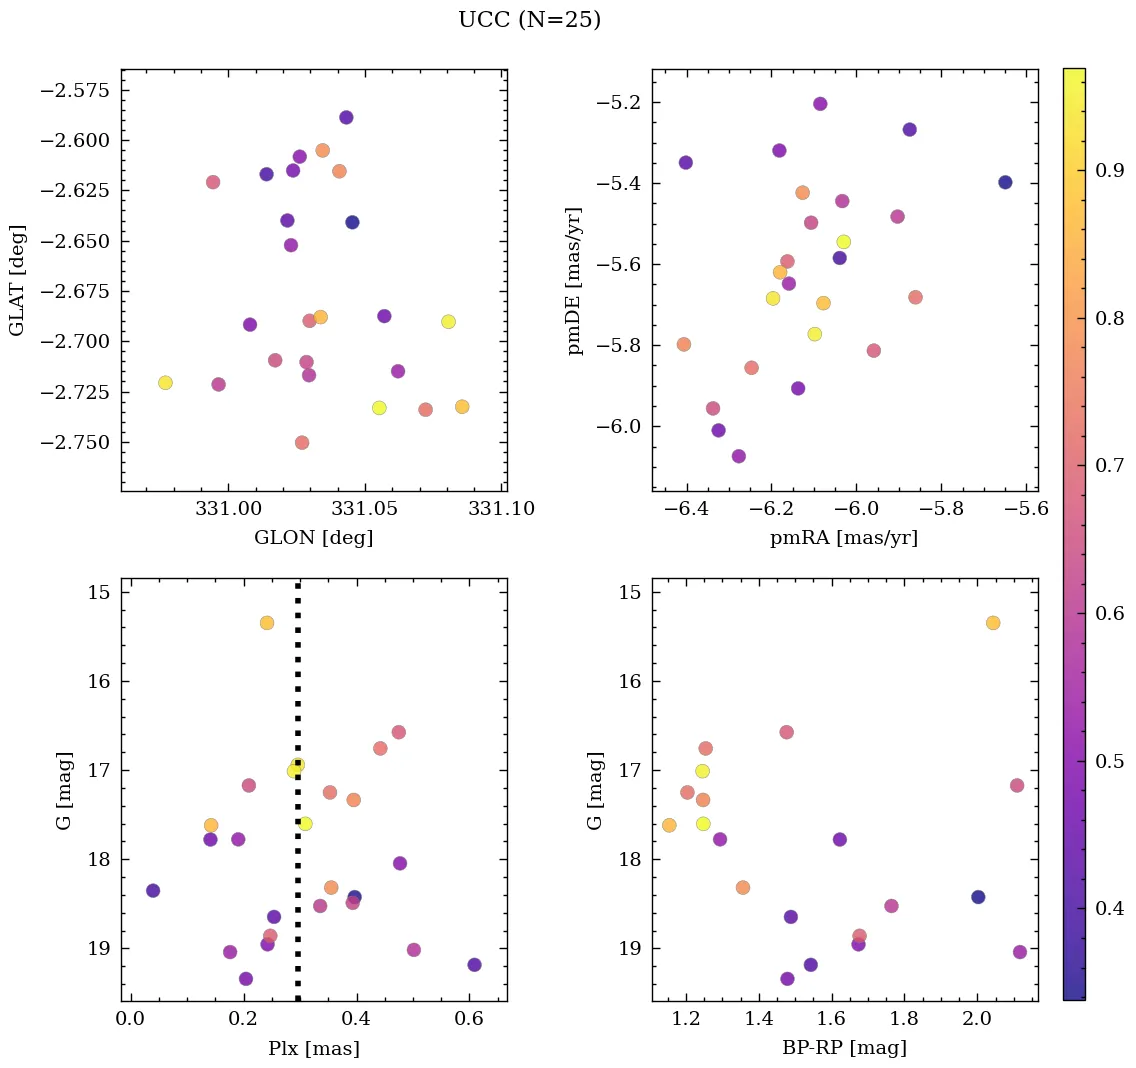 UCC (N=25)
−2.575
−2.600
−2.625
−2.650
−2.675
−2.700
−2.725
−2.750
GLAT [deg]
331.00 331.05 331.10
GLON [deg]
−5.2
−5.4
−5.6
−5.8
−6.0
pmDE [mas/yr]
−6.4 −6.2 −6.0 −5.8 −5.6
pmRA [mas/yr]
15
16
17
18
19
G [mag]
0.0 0.2 0.4 0.6
Plx [mas]
15
16
17
18
19
G [mag]
1.2 1.4 1.6 1.8 2.0
BP-RP [mag]
0.9
0.8
0.7
0.6
0.5
0.4